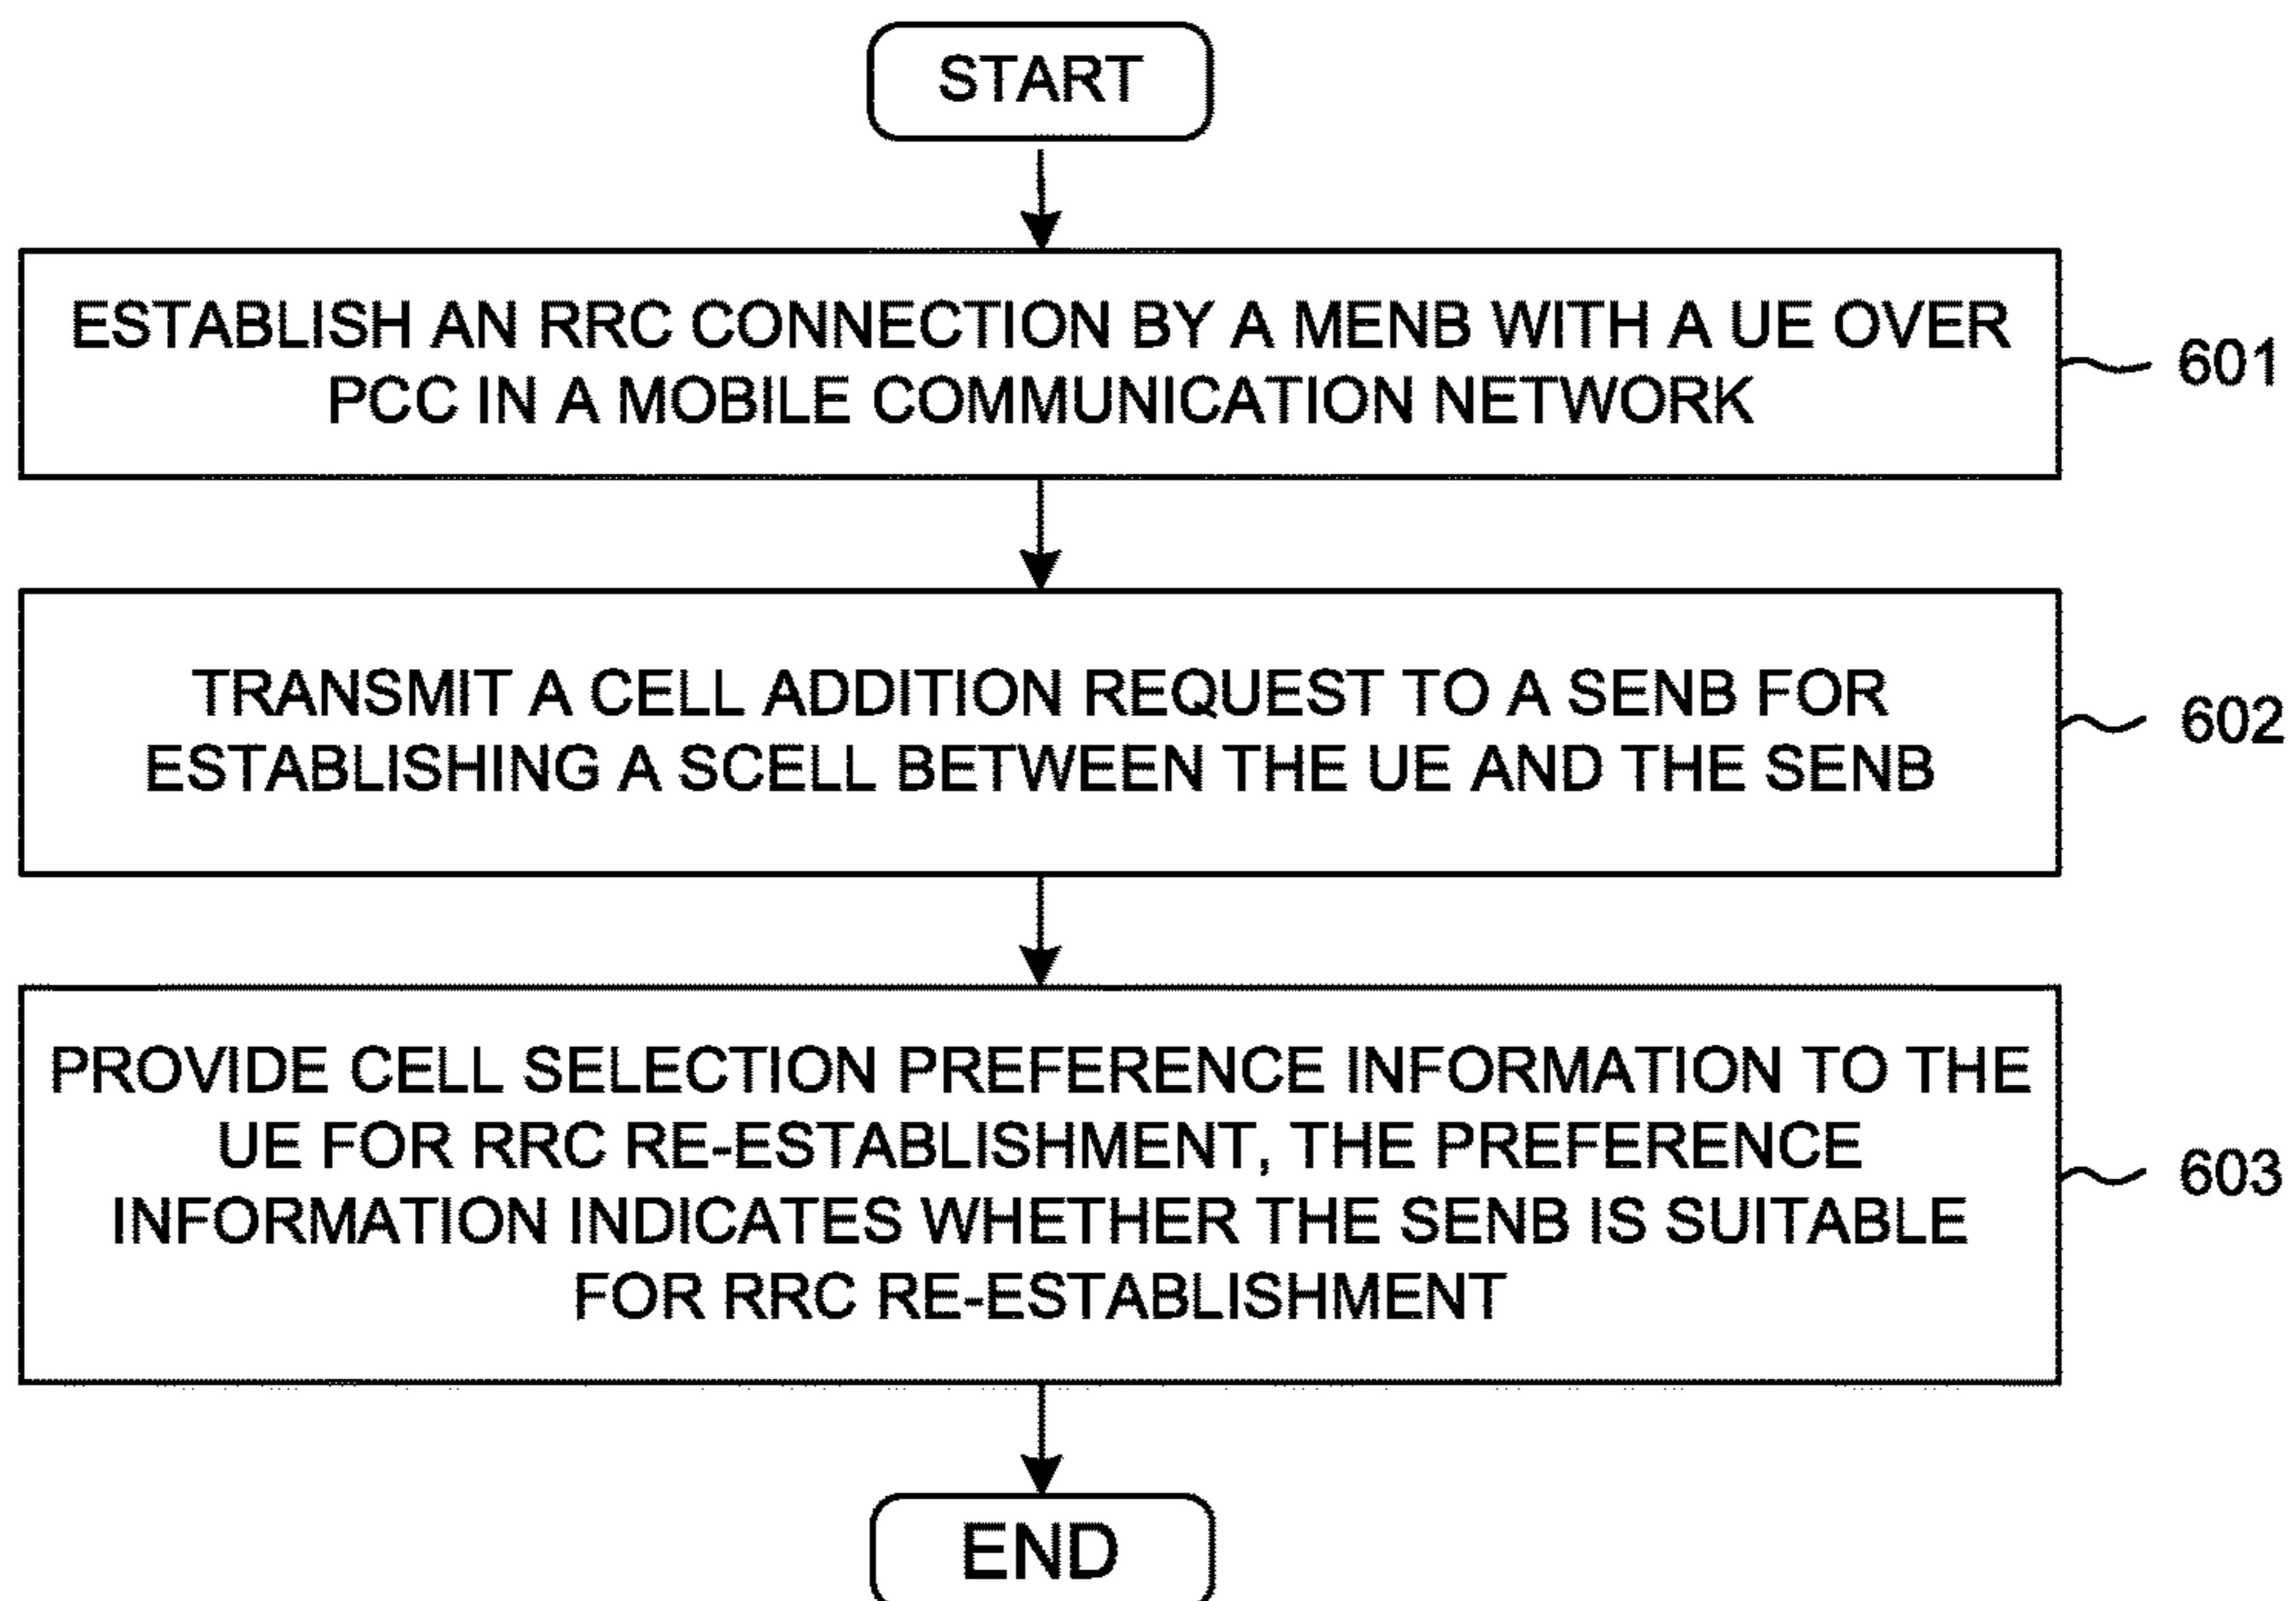 START
ESTABLISH AN RRC CONNECTION BY A MENB WITH A UE OVER
PCC IN A MOBILE COMMUNICATION NETWORK
601
TRANSMIT A CELL ADDITION REQUEST TO A SENB FOR
ESTABLISHING A SCELL BETWEEN THE UE AND THE SENB
602
PROVIDE CELL SELECTION PREFERENCE INFORMATION TO THE
UE FOR RRC RE-ESTABLISHMENT, THE PREFERENCE
INFORMATION INDICATES WHETHER THE SENB IS SUITABLE
FOR RRC RE-ESTABLISHMENT
603
END